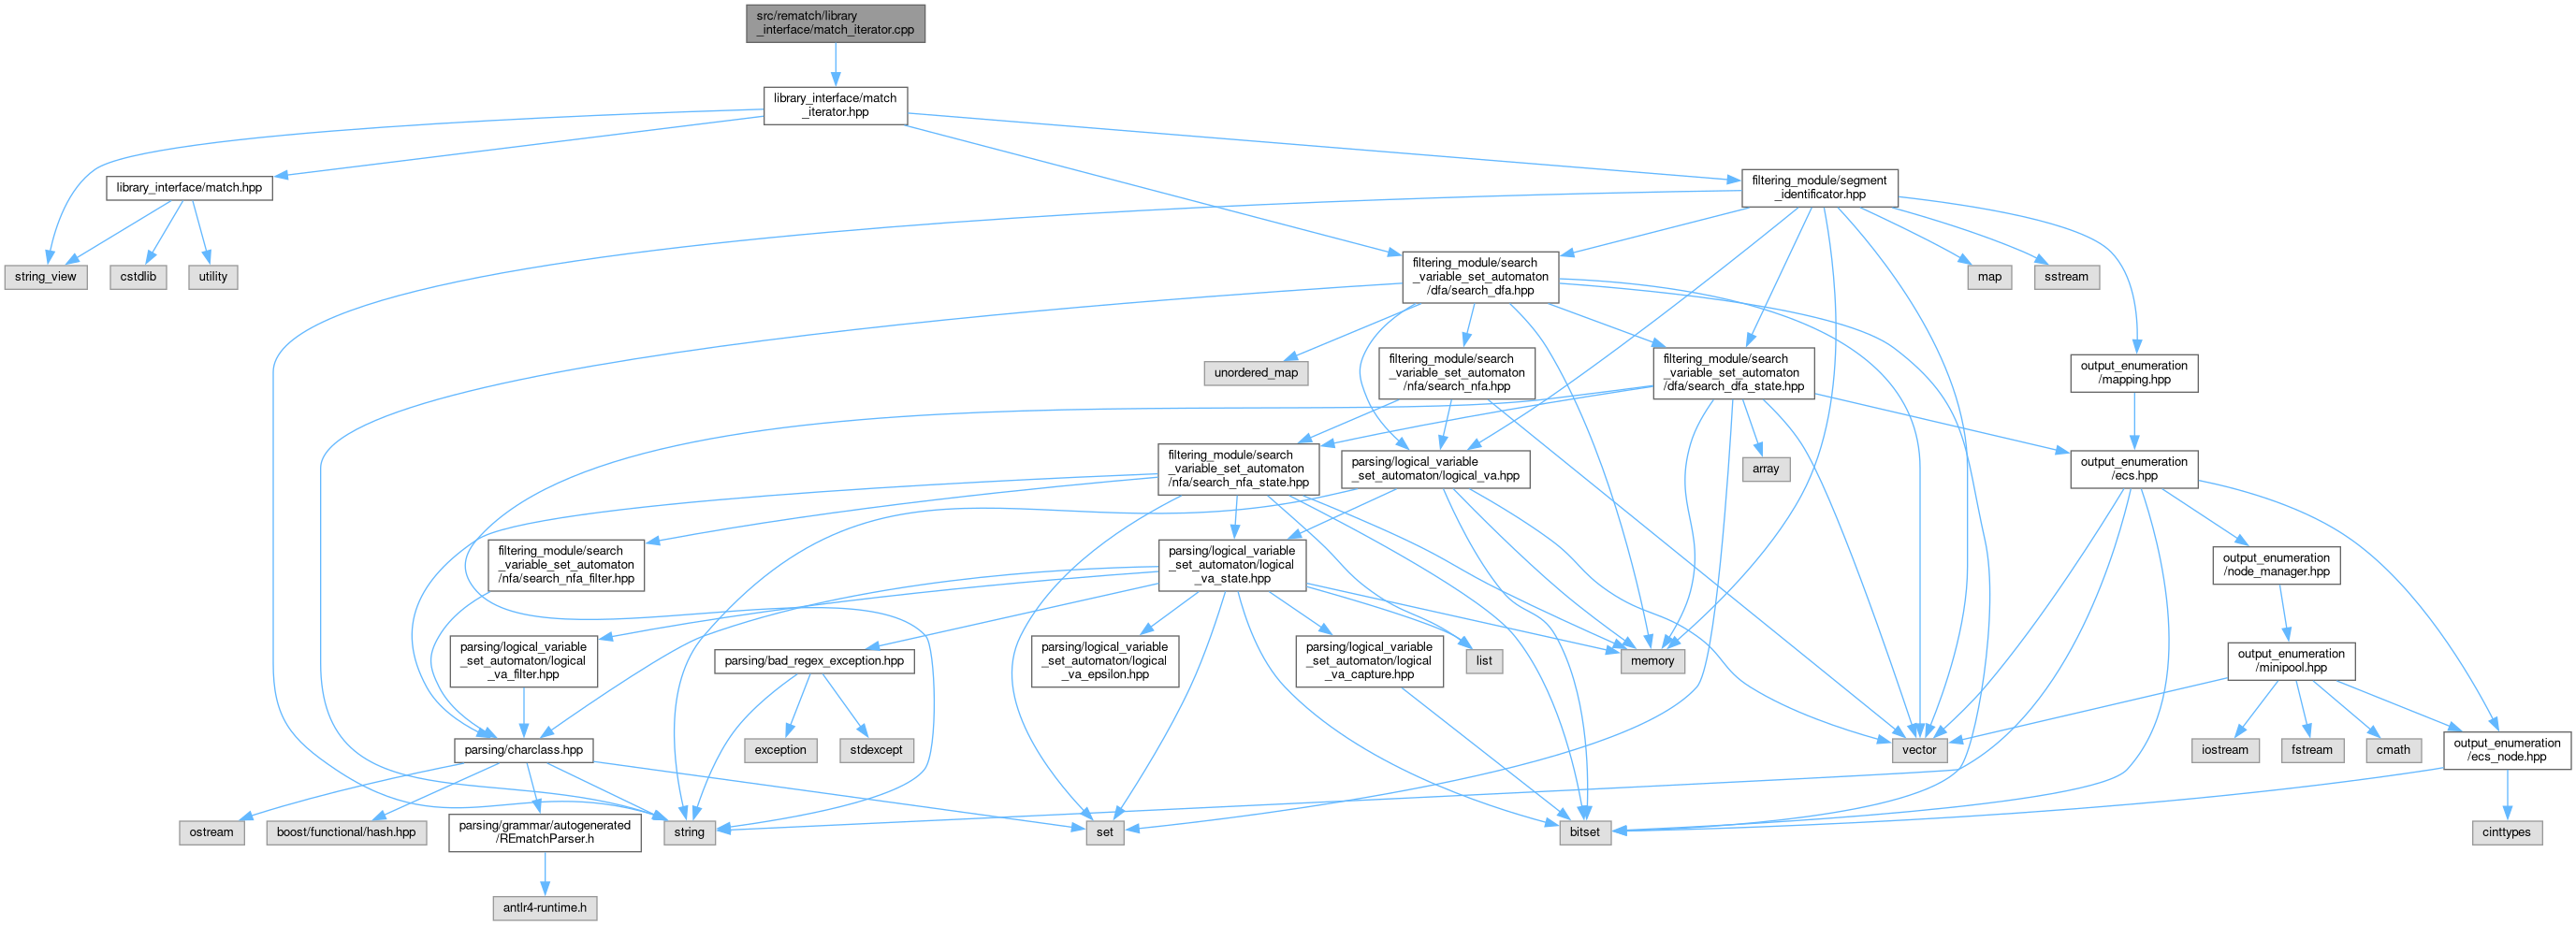 src/rematch/library
_interface/match_iterator.cpp
library_interface/match
_iterator.hpp
library_interface/match.hpp
filtering_module/segment
_identificator.hpp
string_view
cstdlib
utility
filtering_module/search
_variable_set_automaton
/dfa/search_dfa.hpp
map
sstream
unordered_map
filtering_module/search
_variable_set_automaton
/nfa/search_nfa.hpp
filtering_module/search
_variable_set_automaton
/dfa/search_dfa_state.hpp
output_enumeration
/mapping.hpp
filtering_module/search
_variable_set_automaton
/nfa/search_nfa_state.hpp
parsing/logical_variable
_set_automaton/logical_va.hpp
array
output_enumeration
/ecs.hpp
filtering_module/search
_variable_set_automaton
/nfa/search_nfa_filter.hpp
parsing/logical_variable
_set_automaton/logical
_va_state.hpp
output_enumeration
/node_manager.hpp
parsing/logical_variable
_set_automaton/logical
_va_filter.hpp
parsing/bad_regex_exception.hpp
parsing/logical_variable
_set_automaton/logical
_va_epsilon.hpp
parsing/logical_variable
_set_automaton/logical
_va_capture.hpp
list
memory
output_enumeration
/minipool.hpp
parsing/charclass.hpp
exception
stdexcept
vector
iostream
fstream
cmath
output_enumeration
/ecs_node.hpp
ostream
boost/functional/hash.hpp
parsing/grammar/autogenerated
/REmatchParser.h
string
set
bitset
cinttypes
antlr4-runtime.h